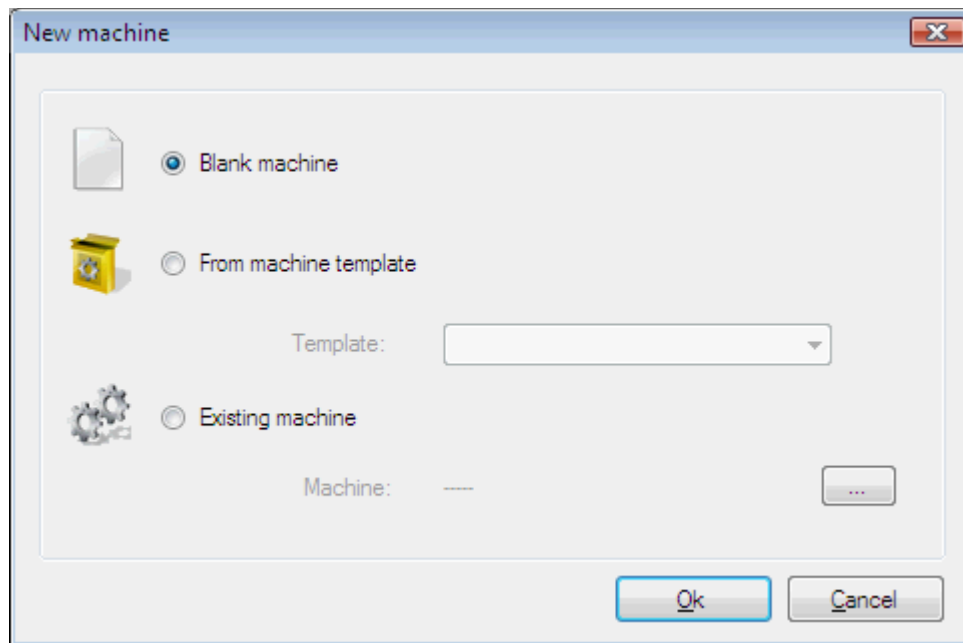 New machine
Blank machine
From machine template
Template:
Existing machine
Machine: -----
...
Ok Cancel